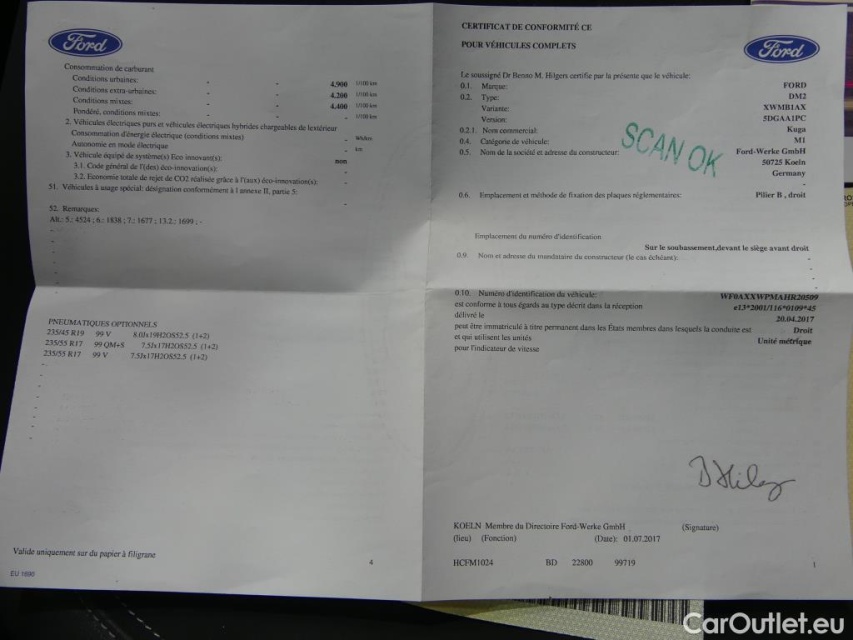 Ford
Consommation de carburant
Conditions urbaines: - - 4,900 l/100 km
Conditions extra-urbaines: - - 4,200 l/100 km
Conditions mixtes: - - 4,400 l/100 km
Pondéré, conditions mixtes: - l/100 km
2. Véhicules électriques purs et véhicules électriques hybrides chargeables de lextérieur
Consommation d'énergie électrique (conditions mixtes) - Wh/km
Autonomie en mode électrique - km
3. Véhicule équipé de système(s) Eco innovant(s): non
3.1. Code général de l'(des) éco-innovation(s): -
3.2. Economie totale de rejet de CO2 réalisée grâce à l'(aux) éco-innovation(s): -
51. Véhicules à usage spécial: désignation conformément à l annexe II, partie 5: -
52. Remarques:
Alt.: 5.: 4524 ; 6.: 1838 ; 7.: 1677 ; 13.2.: 1699 ; -
PNEUMATIQUES OPTIONNELS
235/45 R19 99 V 8.0Jx19H2OS52.5 (1+2)
235/55 R17 99 QM+S 7.5Jx17H2OS52.5 (1+2)
235/55 R17 99 V 7.5Jx17H2OS52.5 (1+2)
Valide uniquement sur du papier à filigrane
4
EU 1690
CERTIFICAT DE CONFORMITÉ CE
POUR VÉHICULES COMPLETS
Ford
Le soussigné Dr Benno M. Hilgers certifie par la présente que le véhicule:
0.1. Marque: FORD
0.2. Type: DM2
Variante: XWMB1AX
Version: 5DGAA1PC
0.2.1. Nom commercial: Kuga
0.4. Catégorie de véhicule: M1
0.5. Nom de la société et adresse du constructeur: Ford-Werke GmbH
50725 Koeln
Germany
-
SCAN OK
0.6. Emplacement et méthode de fixation des plaques réglementaires: Pilier B , droit
Emplacement du numéro d'identification
Sur le soubassement,devant le siège avant droit
0.9. Nom et adresse du mandataire du constructeur (le cas échéant): -
0.10. Numéro d'identification du véhicule: WF0AXXWPMAHR20509
est conforme à tous égards au type décrit dans la réception e13*2001/116*0109*45
délivré le 20.04.2017
peut être immatriculé à titre permanent dans les États membres dans lesquels la conduite est Droit
et qui utilisent les unités Unité métrique
pour l'indicateur de vitesse
KOELN Membre du Directoire Ford-Werke GmbH (Signature)
(lieu) (Fonction) (Date): 01.07.2017
HCFM1024 BD 22800 99719 1
CarOutlet.eu